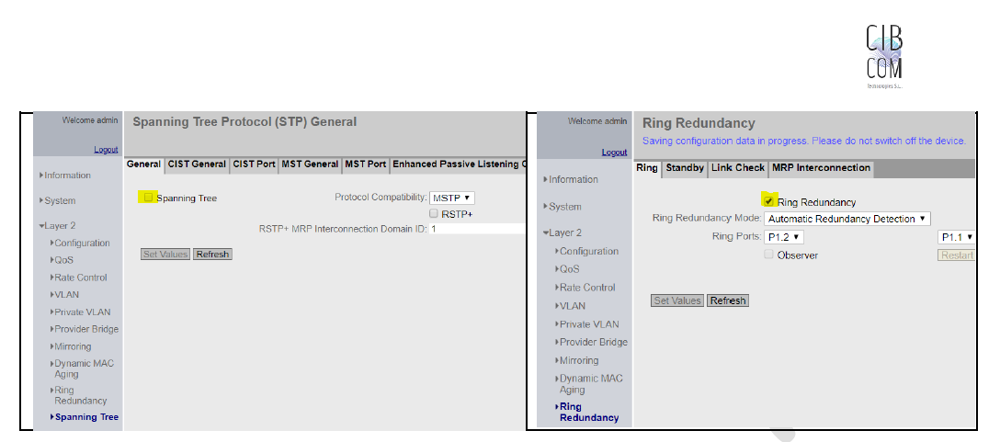 CIB
COM
Technologies S.L.
Welcome admin
Logout
Information
System
Layer 2
Configuration
QoS
Rate Control
VLAN
Private VLAN
Provider Bridge
Mirroring
Dynamic MAC
Aging
Ring
Redundancy
Spanning Tree
Spanning Tree Protocol (STP) General
General CIST General CIST Port MST General MST Port Enhanced Passive Listening C
Spanning Tree Protocol Compatibility: MSTP
RSTP+
RSTP+ MRP Interconnection Domain ID: 1
Set Values Refresh
Welcome admin
Logout
Information
System
Layer 2
Configuration
QoS
Rate Control
VLAN
Private VLAN
Provider Bridge
Mirroring
Dynamic MAC
Aging
Ring
Redundancy
Ring Redundancy
Saving configuration data in progress. Please do not switch off the device.
Ring Standby Link Check MRP Interconnection
Ring Redundancy
Ring Redundancy Mode: Automatic Redundancy Detection
Ring Ports: P1.2 P1.1
Observer Restart
Set Values Refresh